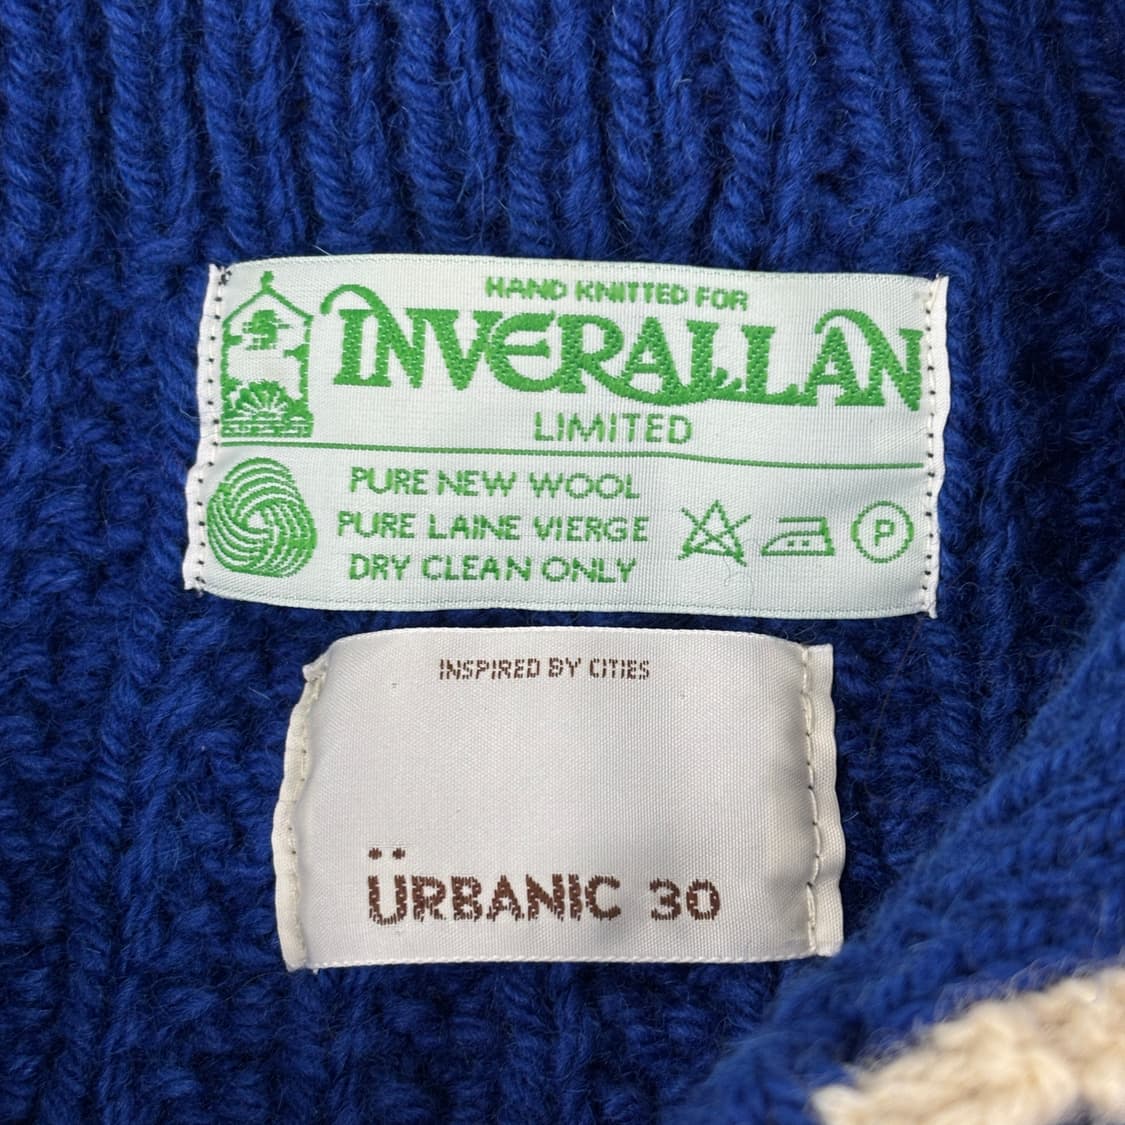 HAND KNITTED FOR
INVERALLAN
LIMITED
PURE NEW WOOL
PURE LAINE VIERGE
DRY CLEAN ONLY
P
INSPIRED BY CITIES
ÜRBANIC 30